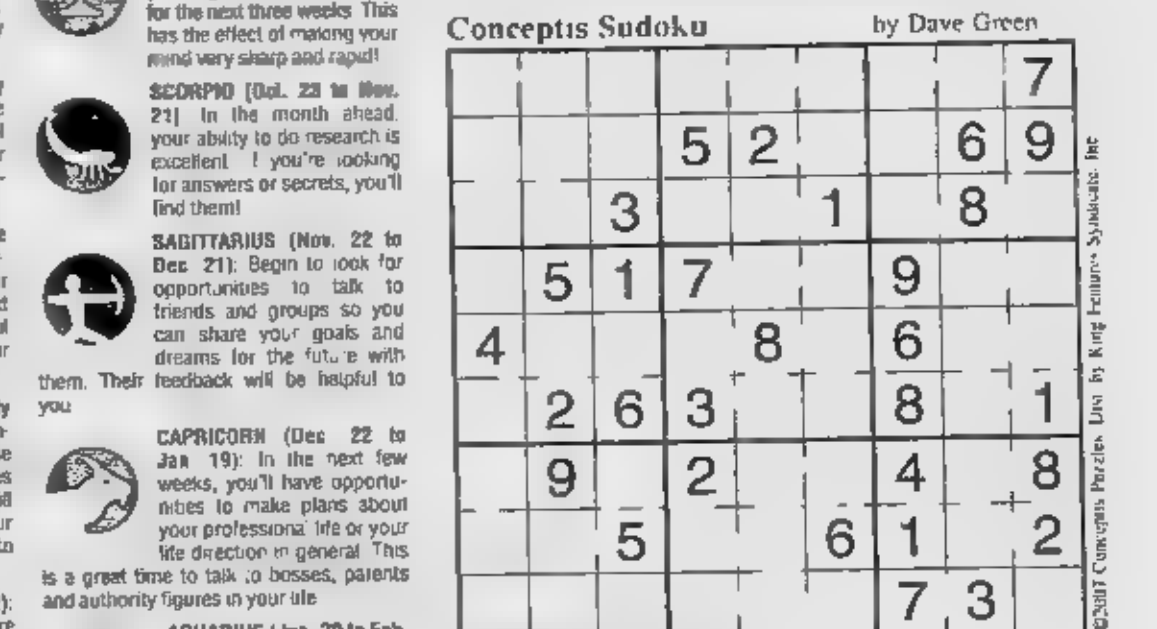 for the next three weeks This
has the effect of making your
mind very sharp and rapid!
SCORPIO (Oct. 23 to Nov.
21) In the month ahead,
your ability to do research is
excellent I you're looking
for answers or secrets, you'll
find them!
SAGITTARIUS (Nov. 22 to
Dec 21): Begin to look for
opportunities to talk to
friends and groups so you
can share your goals and
dreams for the future with
them. Their feedback will be helpful to
you
CAPRICORN (Dec 22 to
Jan 19): In the next few
weeks, you'll have opportu-
nities to make plans about
your professional life or your
life direction in general This
is a great time to talk to bosses, parents
and authority figures in your life
Conceptis Sudoku by Dave Green
7
5 2 6 9
3 1 8
5 1 7 9
4 8 6
2 6 3 8 1
9 2 4 8
5 6 1 2
7 3
Conceptis Puzzles Dist by King Features Syndicate, Inc